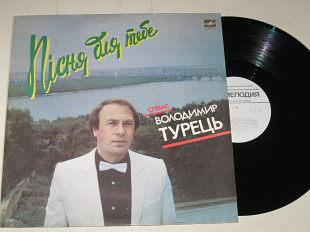 Пісня для тебе
СПІВАЄ
ВОЛОДИМИР
ТУРЕЦЬ
МЕЛОДИЯ